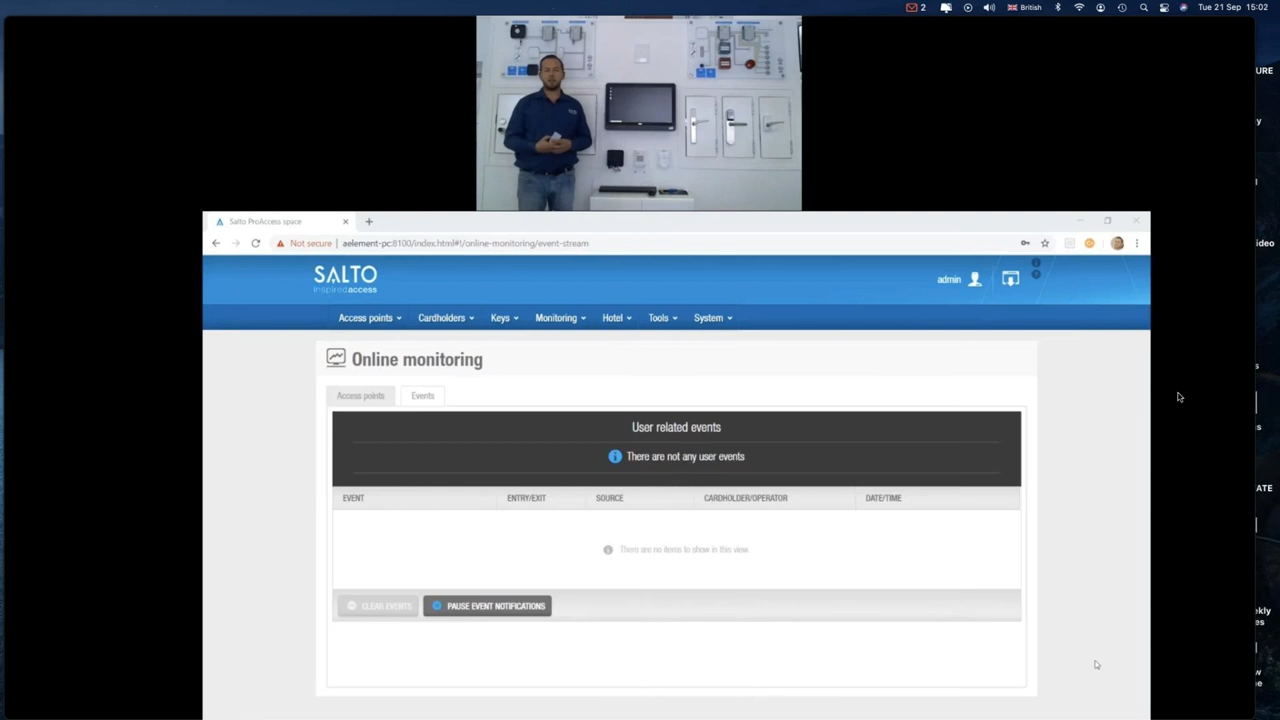 2
British
Tue 21 Sep 15:02
URE
Salto ProAccess space
Not secure
aelement-pc:8100/index.html#!/online-monitoring/event-stream
ideo
SALTO
inspiredaccess
admin
Access points
Cardholders
Keys
Monitoring
Hotel
Tools
System
Online monitoring
Access points
Events
User related events
There are not any user events
ATE
EVENT
ENTRY/EXIT
SOURCE
CARDHOLDER/OPERATOR
DATE/TIME
There are no items to show in this view
CLEAR EVENTS
PAUSE EVENT NOTIFICATIONS
ekly